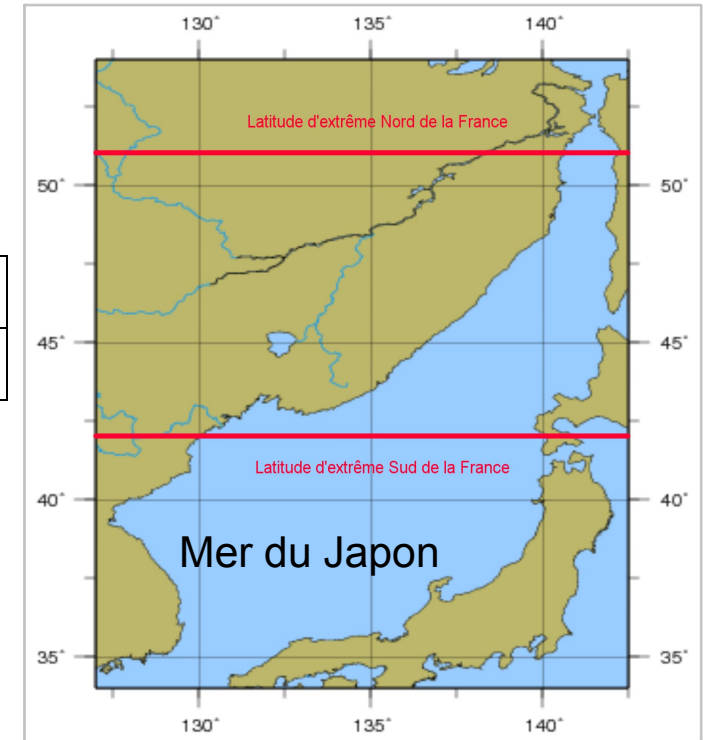 130° 135° 140°
Latitude d'extrême Nord de la France
50° 50°
45° 45°
Latitude d'extrême Sud de la France
40° 40°
Mer du Japon
35° 35°
130° 135° 140°